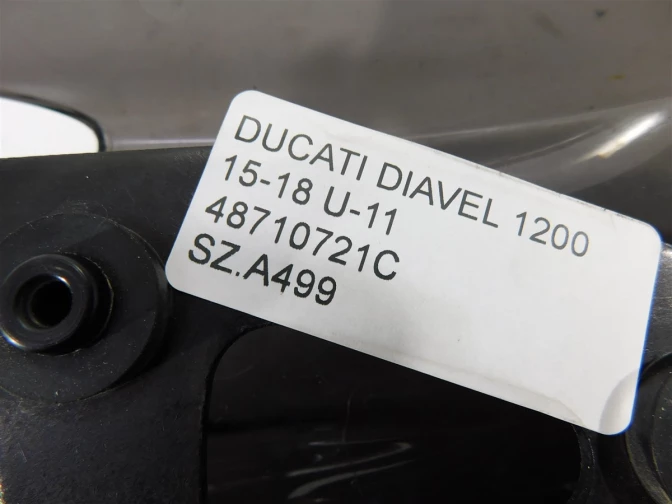 DUCATI DIAVEL 1200
15-18 U-11
48710721C
SZ.A499